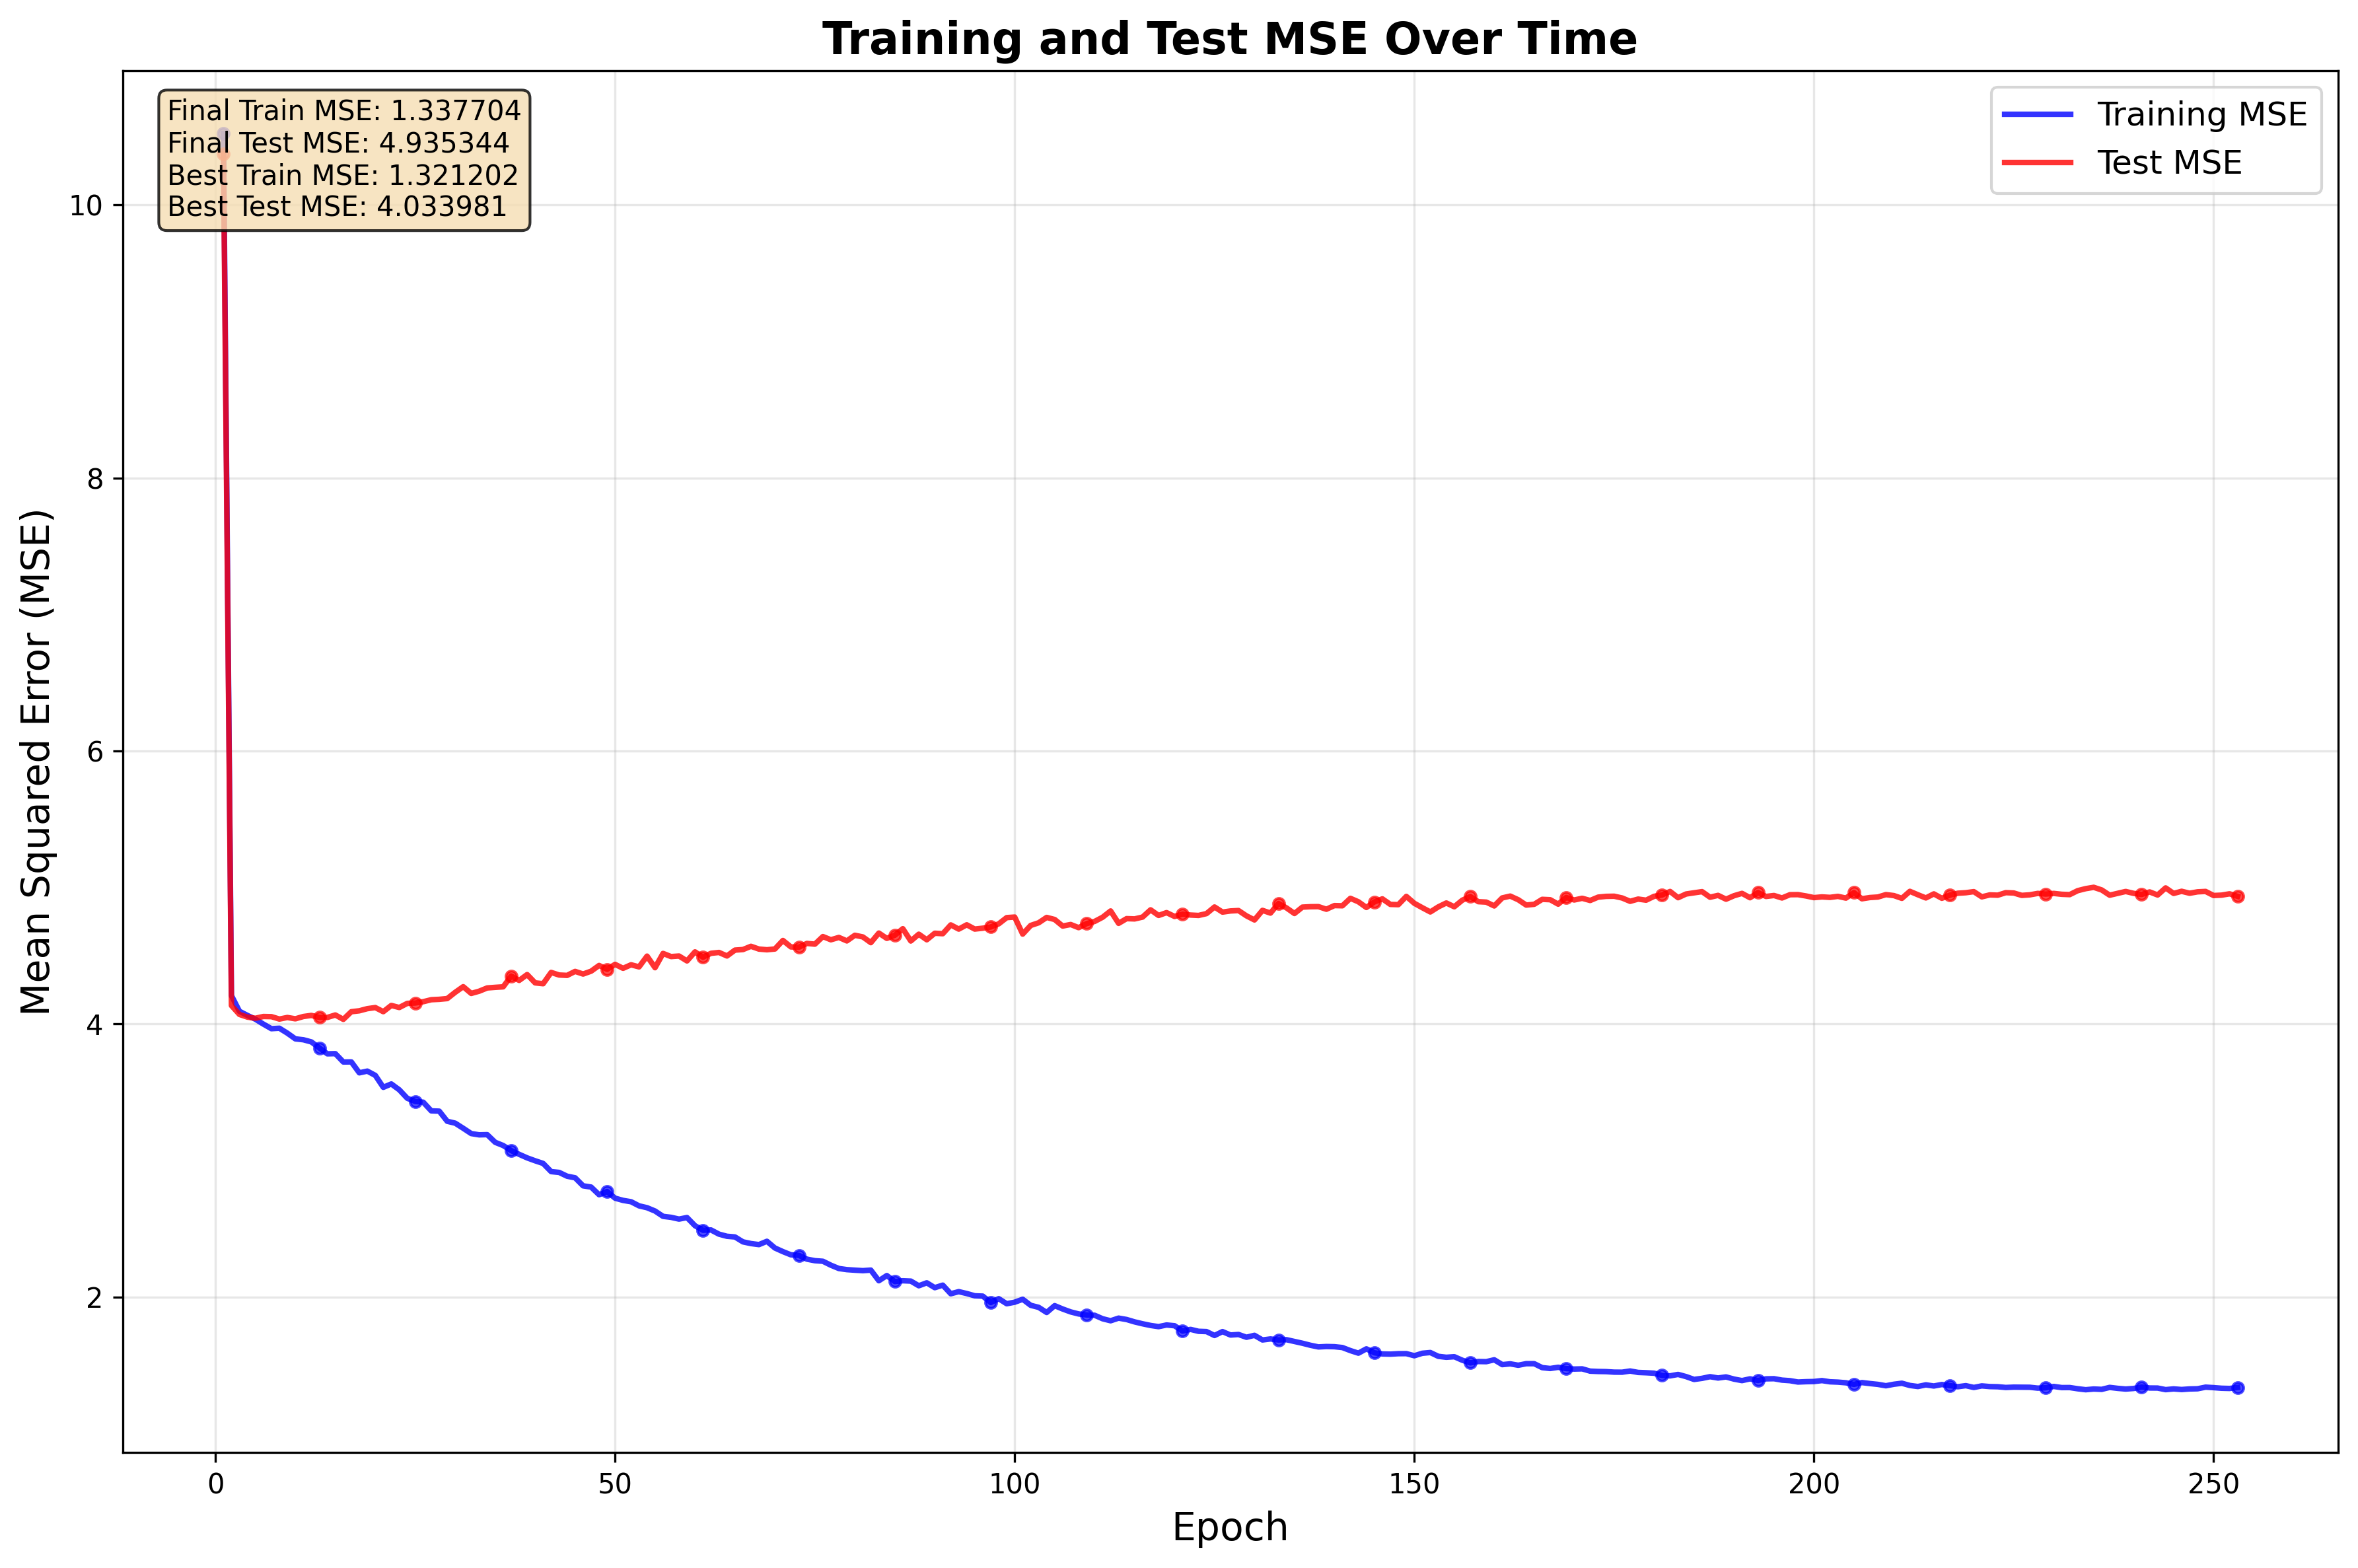 Training and Test MSE Over Time
Final Train MSE: 1.337704
Final Test MSE: 4.935344
Best Train MSE: 1.321202
Best Test MSE: 4.033981
Training MSE
Test MSE
Mean Squared Error (MSE)
10
8
6
4
2
0
50
100
150
200
250
Epoch